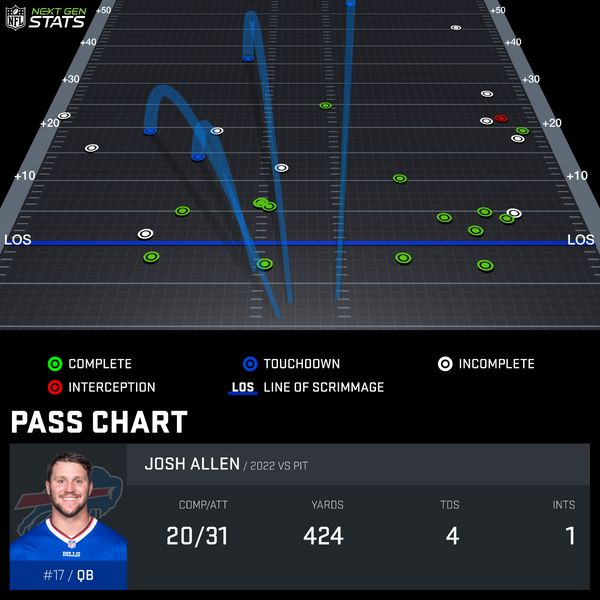 NFL NEXT GEN STATS
+50 +50
+40 +40
+30 +30
+20 +20
+10 +10
LOS LOS
COMPLETE TOUCHDOWN INCOMPLETE
INTERCEPTION LOS LINE OF SCRIMMAGE
PASS CHART
JOSH ALLEN / 2022 VS PIT
COMP/ATT YARDS TDS INTS
20/31 424 4 1
BILLS
#17 / QB